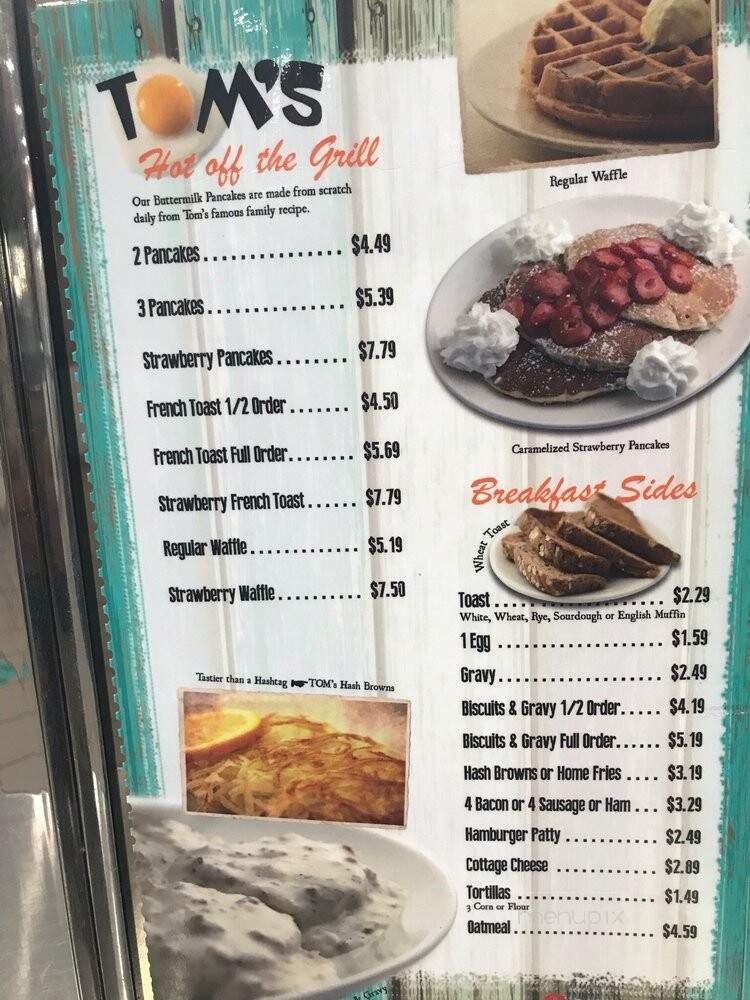 TOM'S
Hot off the Grill
Our Buttermilk Pancakes are made from scratch
daily from Tom's famous family recipe.
2 Pancakes $4.49
3 Pancakes $5.39
Strawberry Pancakes $7.79
French Toast 1/2 Order $4.50
French Toast Full Order $5.69
Strawberry French Toast $7.79
Regular Waffle $5.19
Strawberry Waffle $7.50
Tastier than a Hashtag TOM's Hash Browns
Regular Waffle
Caramelized Strawberry Pancakes
Breakfast Sides
Wheat Toast
Toast $2.29
White, Wheat, Rye, Sourdough or English Muffin
1 Egg $1.59
Gravy $2.49
Biscuits & Gravy 1/2 Order $4.19
Biscuits & Gravy Full Order $5.19
Hash Browns or Home Fries $3.19
4 Bacon or 4 Sausage or Ham $3.29
Hamburger Patty $2.49
Cottage Cheese $2.89
Tortillas $1.49
3 Corn or Flour
Oatmeal $4.59
menupix
& Gravy